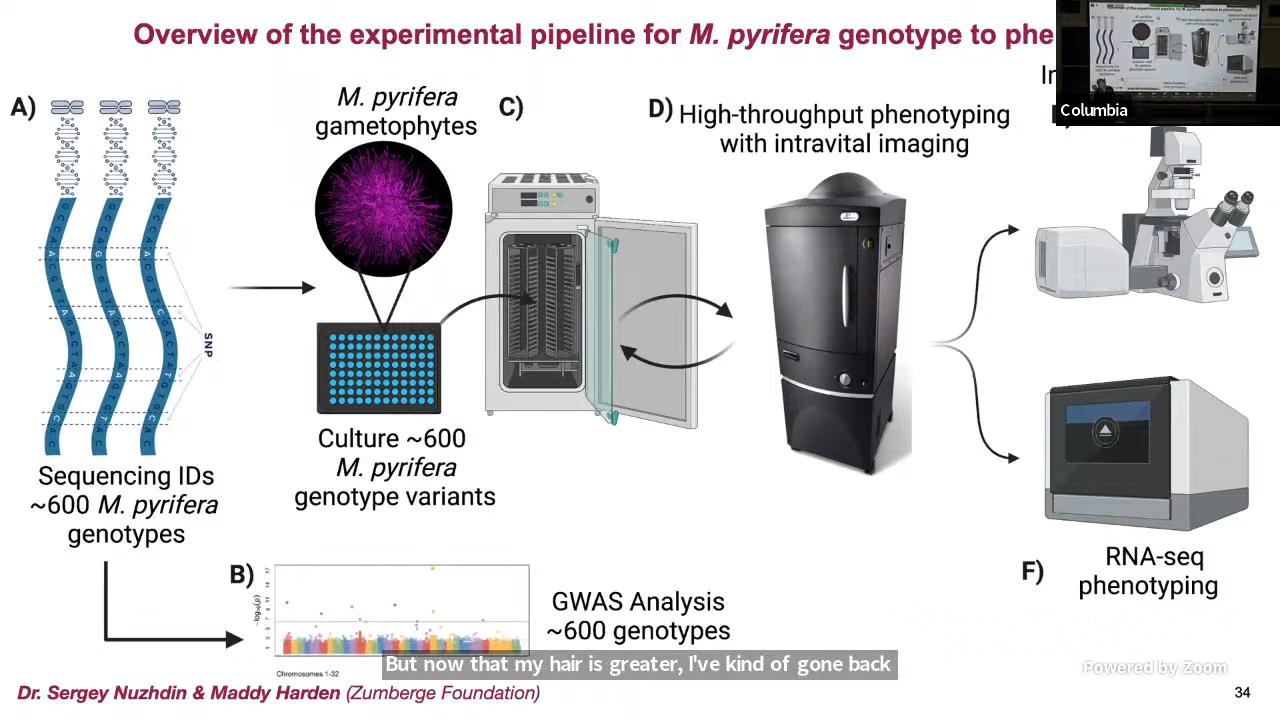 Overview of the experimental pipeline for M. pyrifera genotype to phe
Columbia
A)
SNP
Sequencing IDs
~600 M. pyrifera
genotypes
M. pyrifera
gametophytes
Culture ~600
M. pyrifera
genotype variants
C)
D) High-throughput phenotyping
with intravital imaging
B)
-log₁₀(p)
Chromosomes 1-32
GWAS Analysis
~600 genotypes
F)
RNA-seq
phenotyping
But now that my hair is greater, I've kind of gone back
Powered by Zoom
Dr. Sergey Nuzhdin & Maddy Harden (Zumberge Foundation)
34